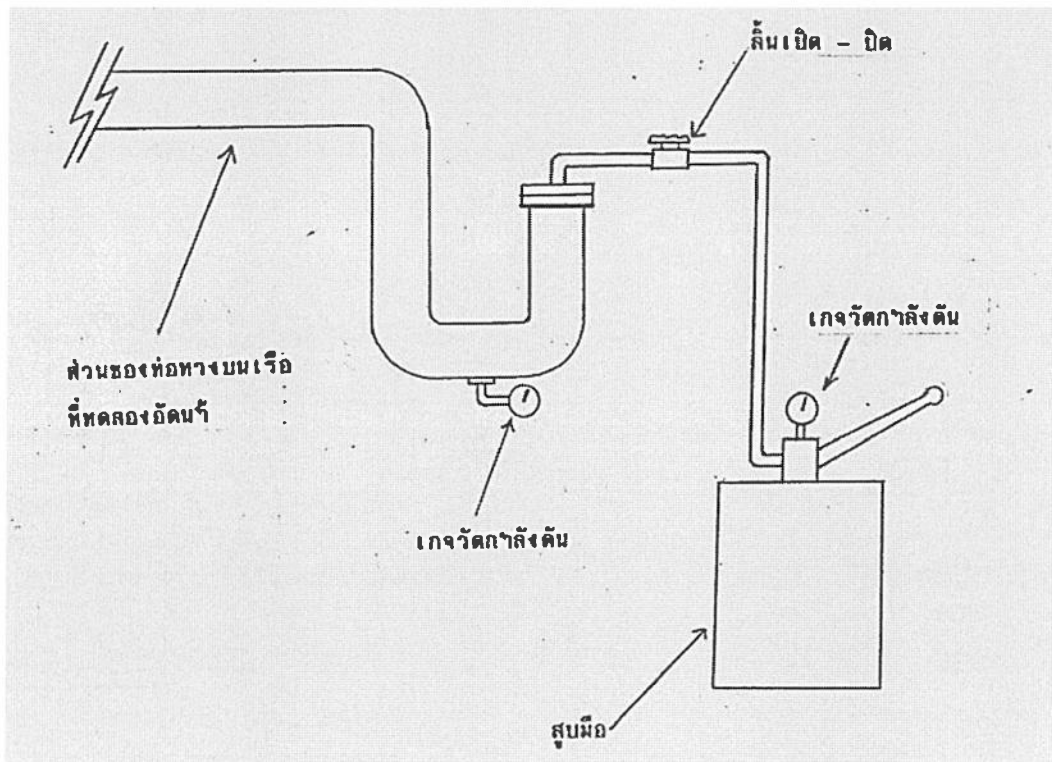 ลิ้นเปิด - ปิด
เกจวัดกำลังดัน
ส่วนของท่อทางบนเรือ
ที่ทดลองอัดน้ำ
เกจวัดกำลังดัน
สูบมือ